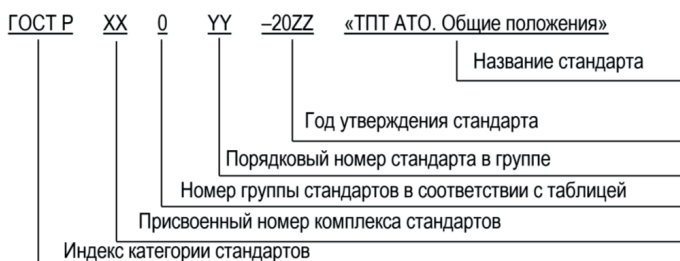 ГОСТ Р XX 0 YY –20ZZ «ТПТ АТО. Общие положения»
Название стандарта
Год утверждения стандарта
Порядковый номер стандарта в группе
Номер группы стандартов в соответствии с таблицей
Присвоенный номер комплекса стандартов
Индекс категории стандартов